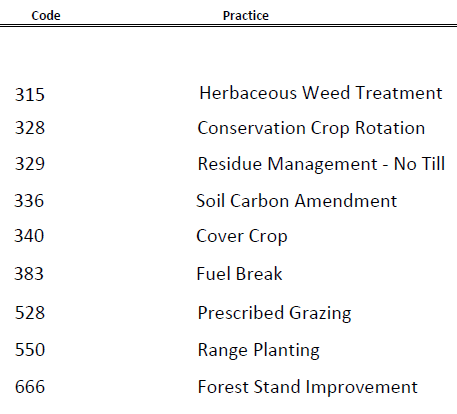 Code Practice
315 Herbaceous Weed Treatment
328 Conservation Crop Rotation
329 Residue Management - No Till
336 Soil Carbon Amendment
340 Cover Crop
383 Fuel Break
528 Prescribed Grazing
550 Range Planting
666 Forest Stand Improvement